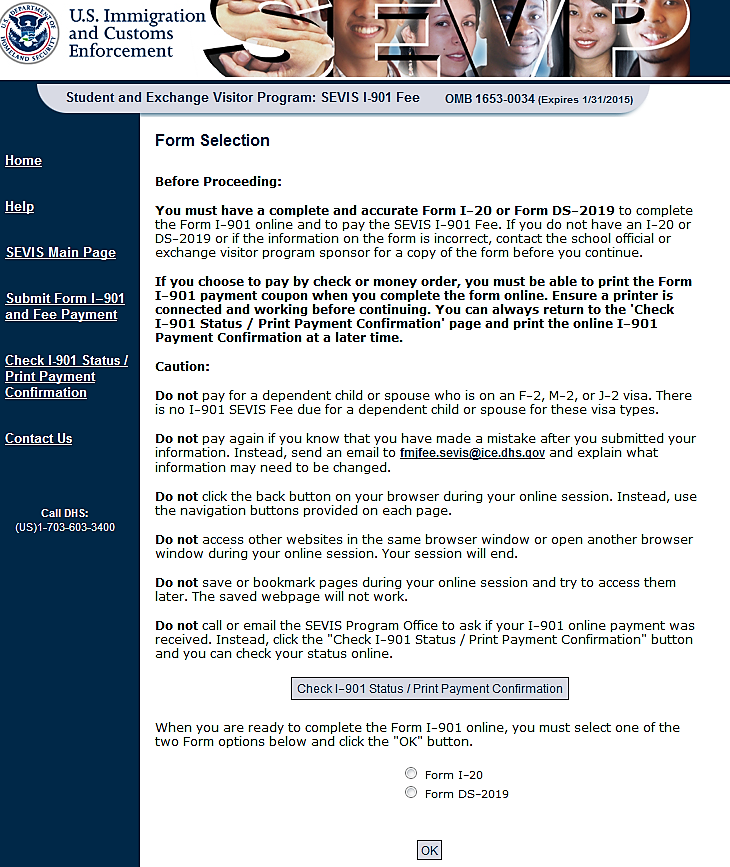 U.S. Immigration
and Customs
Enforcement
SEVP
Student and Exchange Visitor Program: SEVIS I-901 Fee OMB 1653-0034 (Expires 1/31/2015)
Home
Help
SEVIS Main Page
Submit Form I-901
and Fee Payment
Check I-901 Status /
Print Payment
Confirmation
Contact Us
Call DHS:
(US)1-703-603-3400
Form Selection
Before Proceeding:
You must have a complete and accurate Form I-20 or Form DS-2019 to complete
the Form I-901 online and to pay the SEVIS I-901 Fee. If you do not have an I-20 or
DS-2019 or if the information on the form is incorrect, contact the school official or
exchange visitor program sponsor for a copy of the form before you continue.
If you choose to pay by check or money order, you must be able to print the Form
I-901 payment coupon when you complete the form online. Ensure a printer is
connected and working before continuing. You can always return to the 'Check
I-901 Status / Print Payment Confirmation' page and print the online I-901
Payment Confirmation at a later time.
Caution:
Do not pay for a dependent child or spouse who is on an F-2, M-2, or J-2 visa. There
is no I-901 SEVIS Fee due for a dependent child or spouse for these visa types.
Do not pay again if you know that you have made a mistake after you submitted your
information. Instead, send an email to fmjfee.sevis@ice.dhs.gov and explain what
information may need to be changed.
Do not click the back button on your browser during your online session. Instead, use
the navigation buttons provided on each page.
Do not access other websites in the same browser window or open another browser
window during your online session. Your session will end.
Do not save or bookmark pages during your online session and try to access them
later. The saved webpage will not work.
Do not call or email the SEVIS Program Office to ask if your I-901 online payment was
received. Instead, click the "Check I-901 Status / Print Payment Confirmation" button
and you can check your status online.
Check I-901 Status / Print Payment Confirmation
When you are ready to complete the Form I-901 online, you must select one of the
two Form options below and click the "OK" button.
Form I-20
Form DS-2019
OK